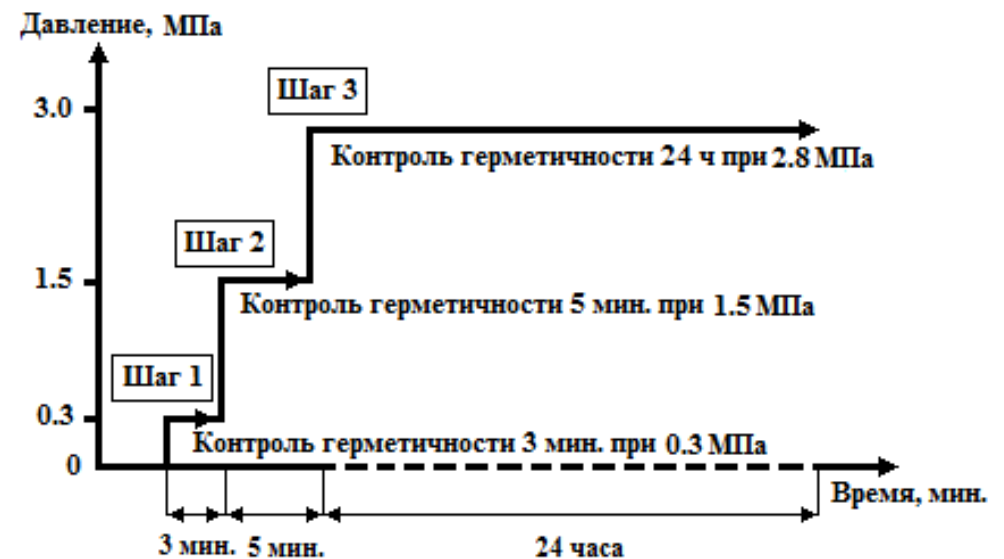 Давление, МПа
Шаг 3
3.0
Контроль герметичности 24 ч при 2.8 МПа
Шаг 2
1.5
Контроль герметичности 5 мин. при 1.5 МПа
Шаг 1
0.3
Контроль герметичности 3 мин. при 0.3 МПа
0
Время, мин.
3 мин. 5 мин. 24 часа